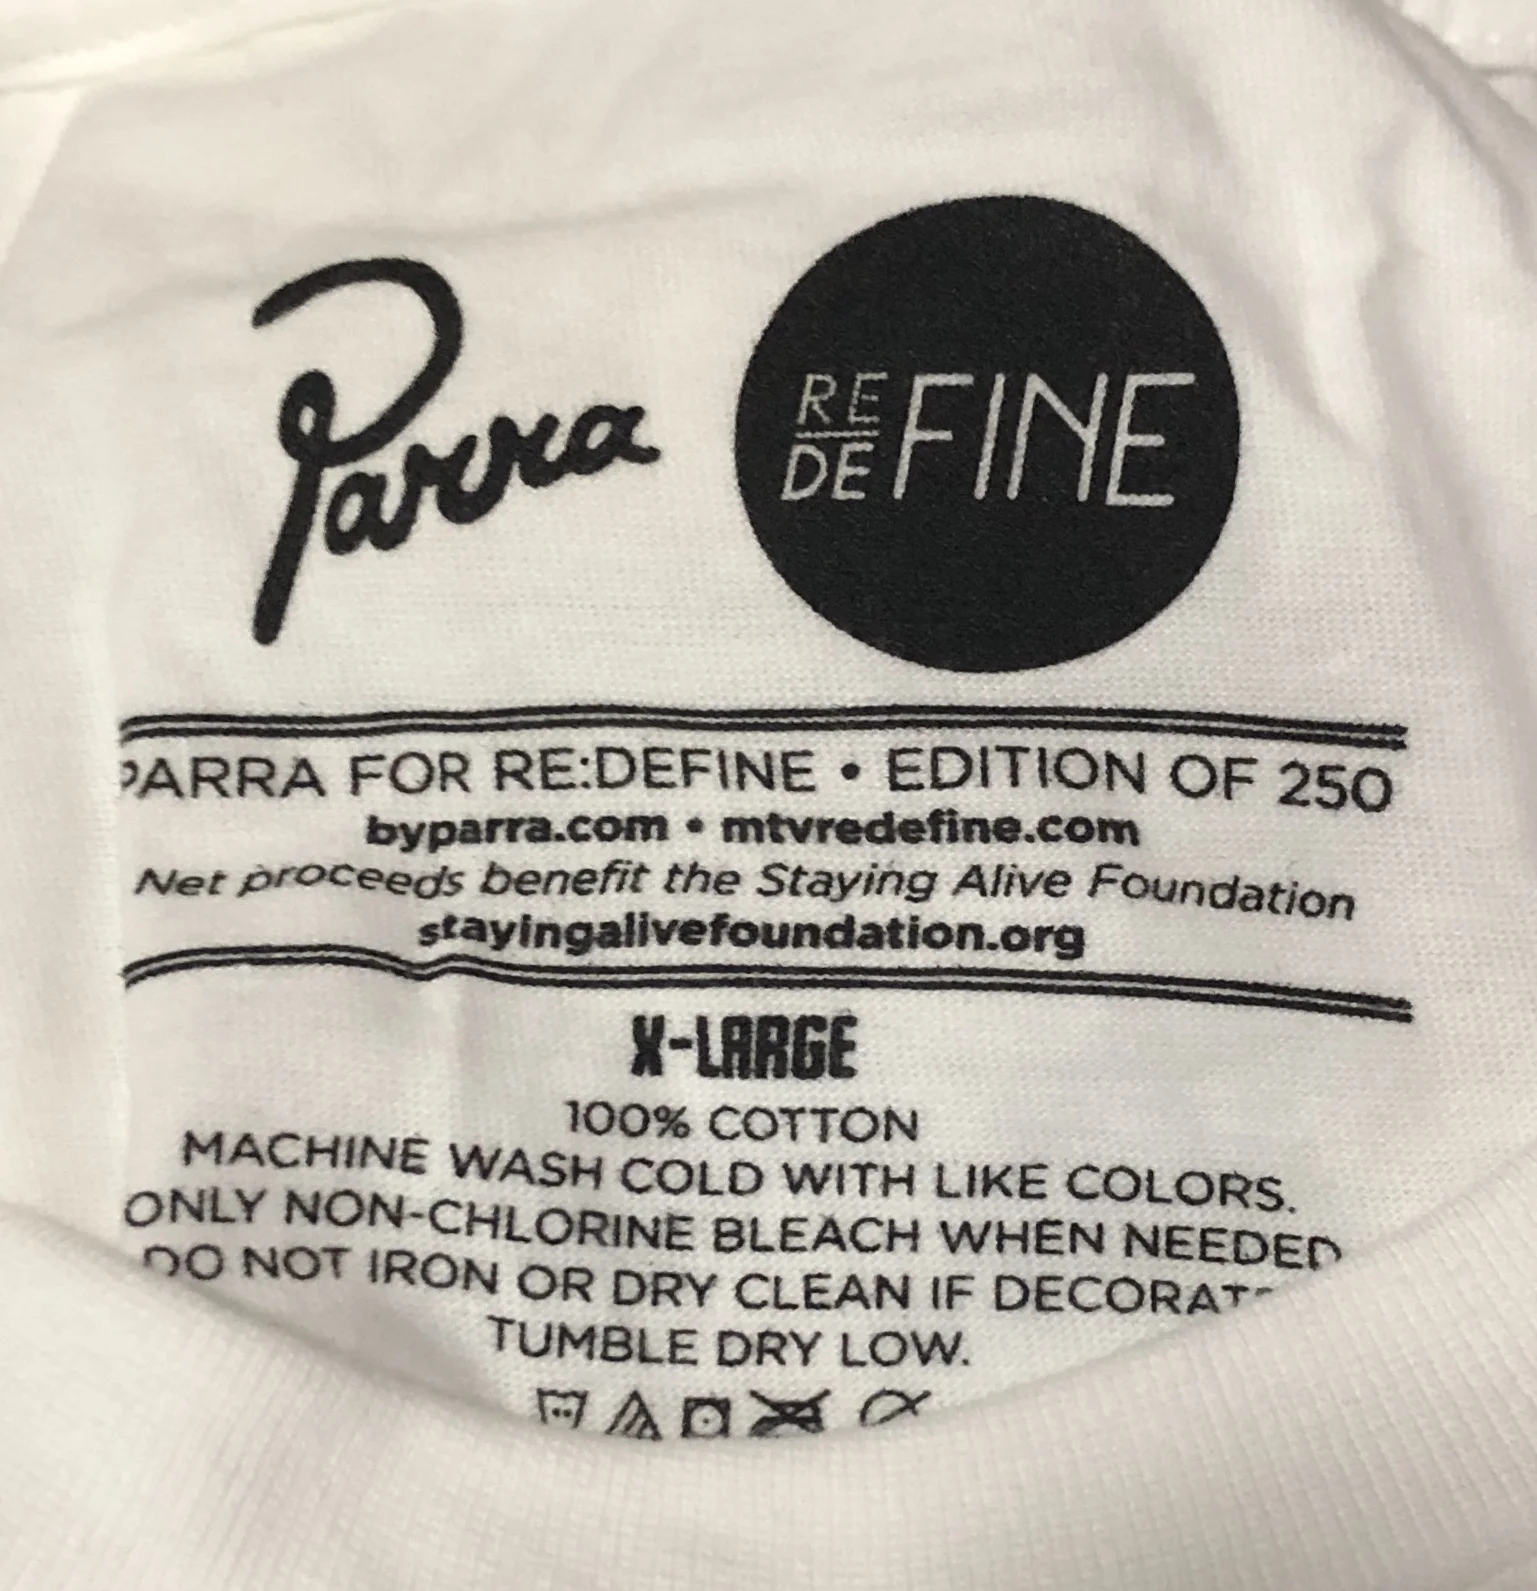 Parra
RE
DE FINE
PARRA FOR RE:DEFINE • EDITION OF 250
byparra.com • mtvredefine.com
Net proceeds benefit the Staying Alive Foundation
stayingalivefoundation.org
X-LARGE
100% COTTON
MACHINE WASH COLD WITH LIKE COLORS.
ONLY NON-CHLORINE BLEACH WHEN NEEDED
DO NOT IRON OR DRY CLEAN IF
TUMBLE DRY LOW.